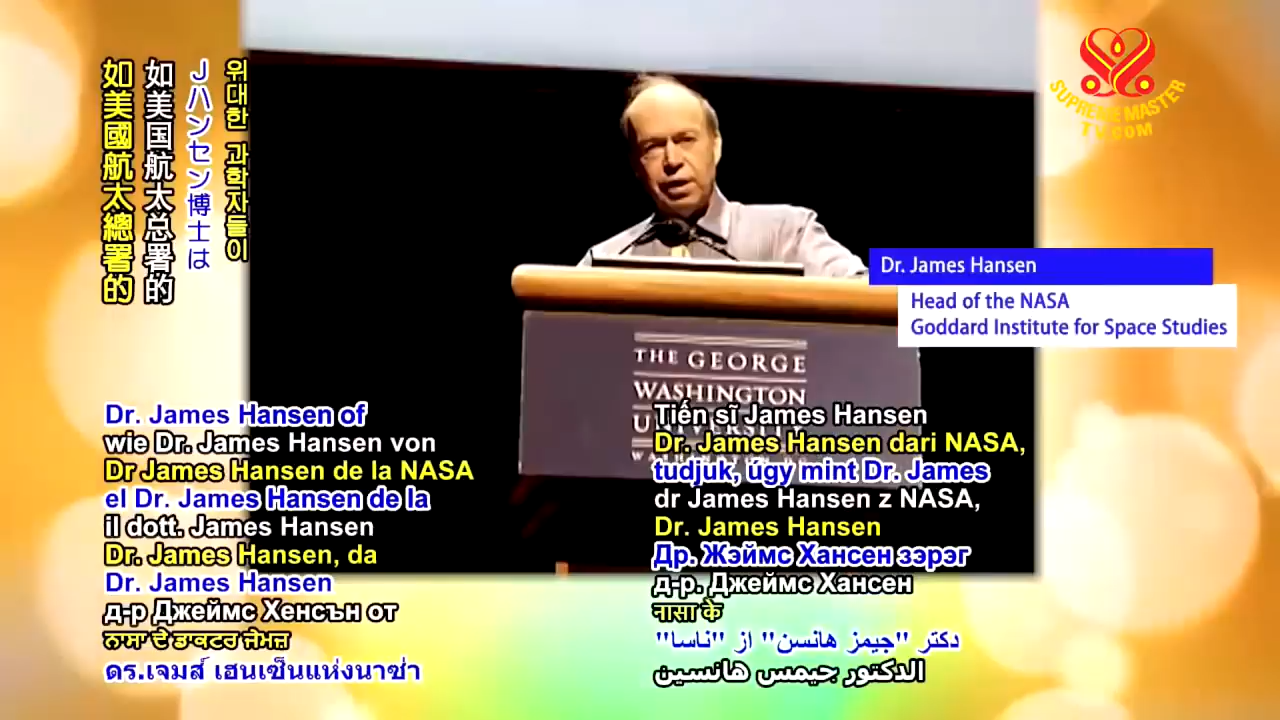 如美國航太總署的
如美国航太总署的
Jハンセン博士は
위대한 과학자들이
SUPREME MASTER
TV.COM
Dr. James Hansen
Head of the NASA
Goddard Institute for Space Studies
THE GEORGE
WASHINGTON
UNIVERSITY
WASHINGTON DC
Dr. James Hansen of
wie Dr. James Hansen von
Dr James Hansen de la NASA
el Dr. James Hansen de la
il dott. James Hansen
Dr. James Hansen, da
Dr. James Hansen
д-р Джеймс Хенсън от
ਨਾਸਾ ਦੇ ਡਾਕਟਰ ਜੇਮਜ਼
ดร.เจมส์ เฮนเซ็นแห่งนาซ่า
Tiến sĩ James Hansen
Dr. James Hansen dari NASA,
tudjuk, úgy mint Dr. James
dr James Hansen z NASA,
Dr. James Hansen
Др. Жэймс Хансен зэрэг
д-р. Джеймс Хансен
नासा के
دکتر "جیمز هانسن" از "ناسا"
الدكتور جيمس هانسين